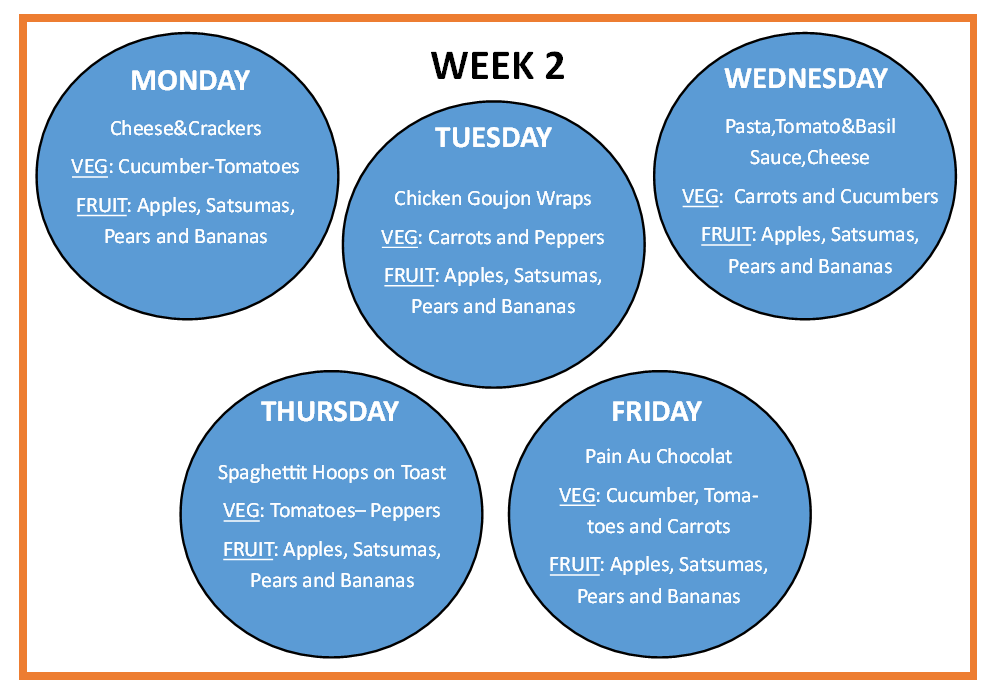 WEEK 2
MONDAY
Cheese&Crackers
VEG: Cucumber-Tomatoes
FRUIT: Apples, Satsumas,
Pears and Bananas
TUESDAY
Chicken Goujon Wraps
VEG: Carrots and Peppers
FRUIT: Apples, Satsumas,
Pears and Bananas
WEDNESDAY
Pasta,Tomato&Basil
Sauce,Cheese
VEG:  Carrots and Cucumbers
FRUIT: Apples, Satsumas,
Pears and Bananas
THURSDAY
Spaghettit Hoops on Toast
VEG: Tomatoes– Peppers
FRUIT: Apples, Satsumas,
Pears and Bananas
FRIDAY
Pain Au Chocolat
VEG: Cucumber, Toma-
toes and Carrots
FRUIT: Apples, Satsumas,
Pears and Bananas